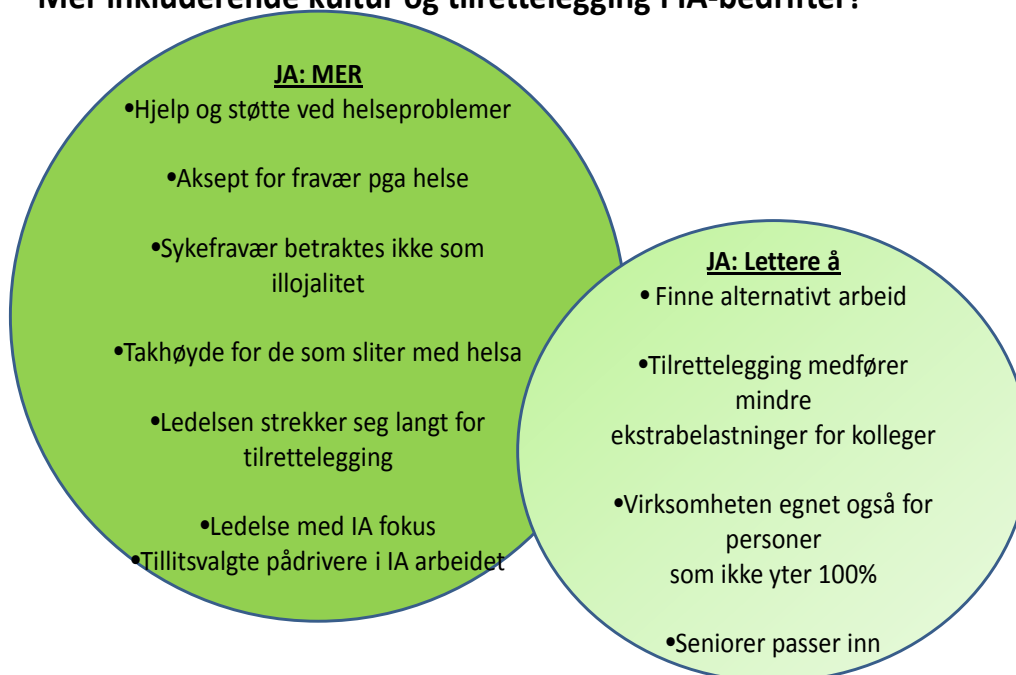 Mer inkluderende kultur og tilrettelegging i IA-bedrifter?
JA: MER
•Hjelp og støtte ved helseproblemer
•Aksept for fravær pga helse
•Sykefravær betraktes ikke som
illojalitet
•Takhøyde for de som sliter med helsa
•Ledelsen strekker seg langt for
tilrettelegging
•Ledelse med IA fokus
•Tillitsvalgte pådrivere i IA arbeidet
JA: Lettere å
• Finne alternativt arbeid
•Tilrettelegging medfører
mindre
ekstrabelastninger for kolleger
•Virksomheten egnet også for
personer
som ikke yter 100%
•Seniorer passer inn